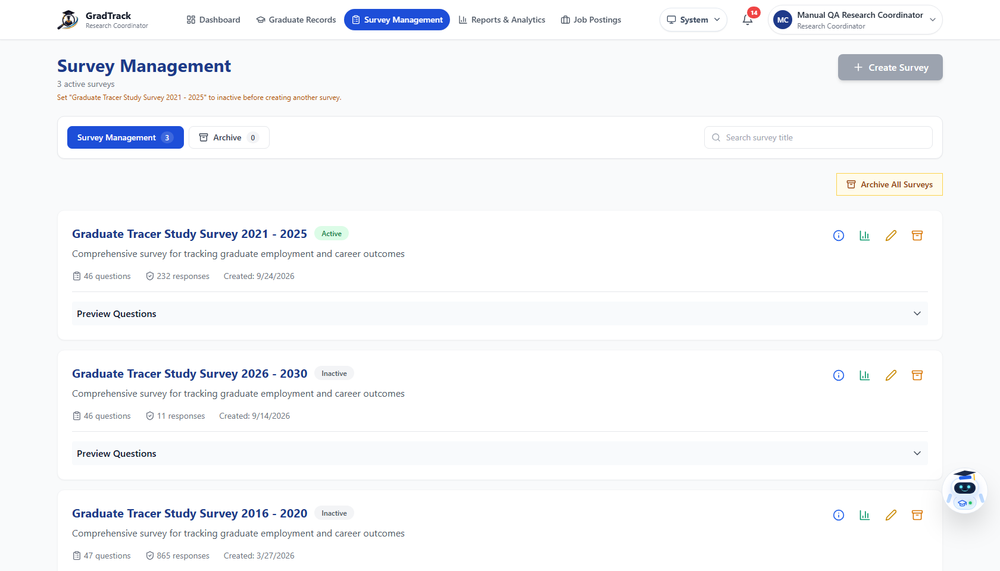 GradTrack
Research Coordinator
Dashboard
Graduate Records
Survey Management
Reports & Analytics
Job Postings
System
14
MC
Manual QA Research Coordinator
Research Coordinator
Survey Management
3 active surveys
Set "Graduate Tracer Study Survey 2021 - 2025" to inactive before creating another survey.
Create Survey
Survey Management 3
Archive 0
Search survey title
Archive All Surveys
Graduate Tracer Study Survey 2021 - 2025 Active
Comprehensive survey for tracking graduate employment and career outcomes
46 questions 232 responses Created: 9/24/2026
Preview Questions
Graduate Tracer Study Survey 2026 - 2030 Inactive
Comprehensive survey for tracking graduate employment and career outcomes
46 questions 11 responses Created: 9/14/2026
Preview Questions
Graduate Tracer Study Survey 2016 - 2020 Inactive
Comprehensive survey for tracking graduate employment and career outcomes
47 questions 865 responses Created: 3/27/2026